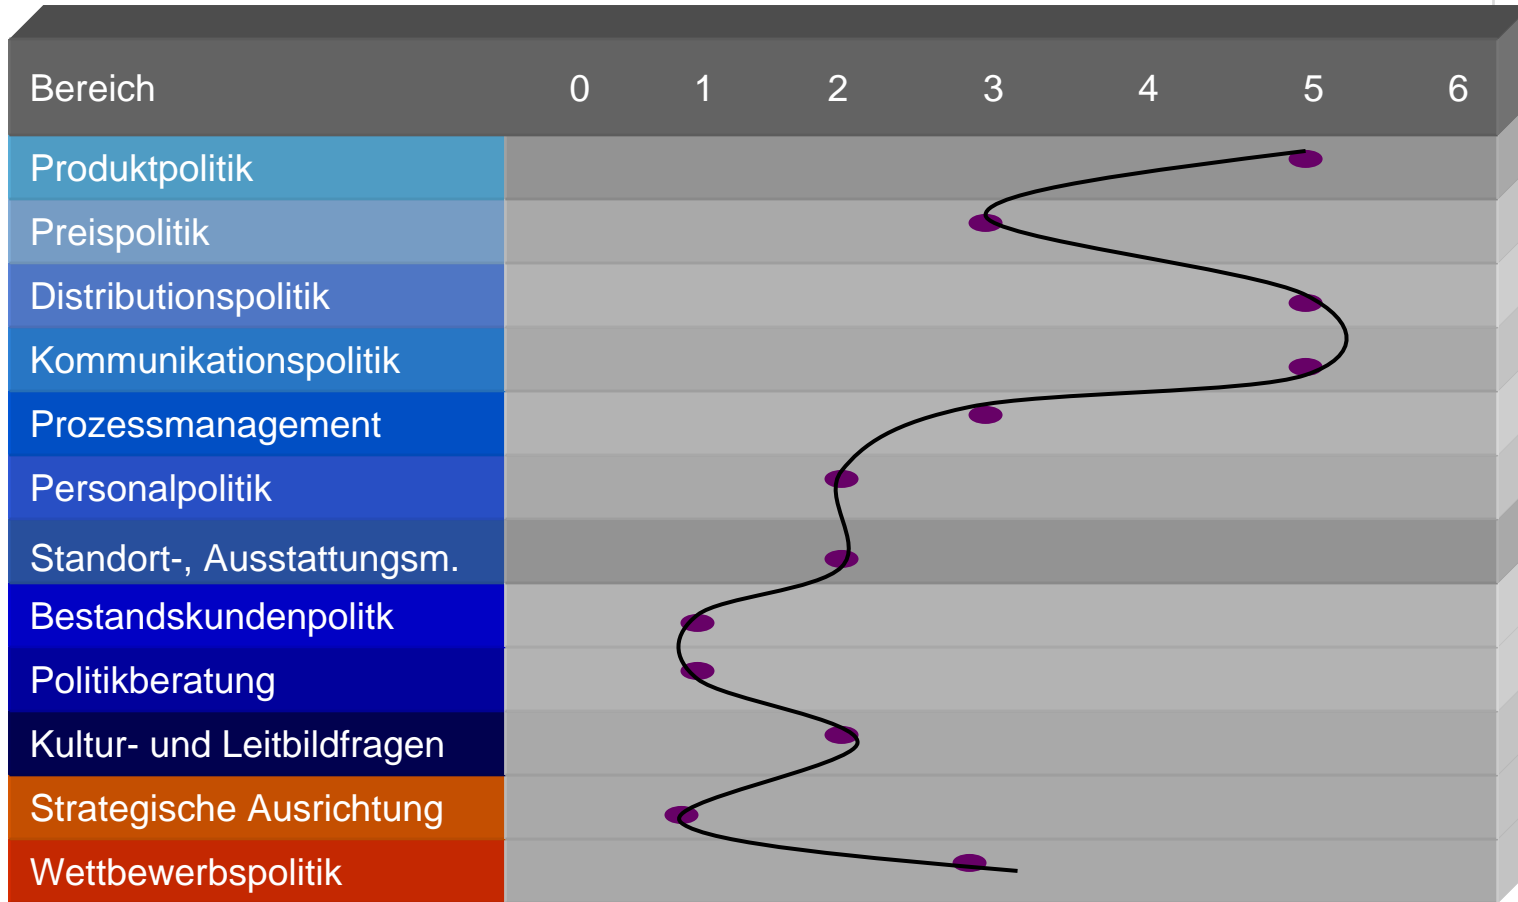 Bereich 0 1 2 3 4 5 6
Produktpolitik
Preispolitik
Distributionspolitik
Kommunikationspolitik
Prozessmanagement
Personalpolitik
Standort-, Ausstattungsm.
Bestandskundenpolitk
Politikberatung
Kultur- und Leitbildfragen
Strategische Ausrichtung
Wettbewerbspolitik